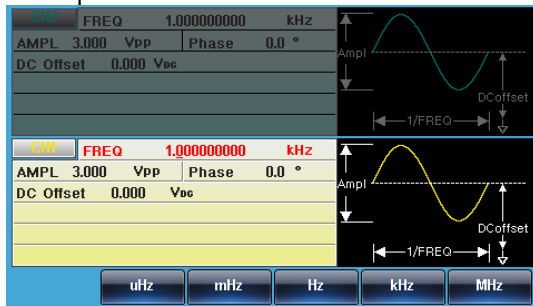 CH2 FREQ 1.000000000 kHz
AMPL 3.000 Vpp Phase 0.0 °
DC Offset 0.000 VDC
Ampl
DCoffset
1/FREQ
CH1 FREQ 1.000000000 kHz
AMPL 3.000 Vpp Phase 0.0 °
DC Offset 0.000 VDC
Ampl
DCoffset
1/FREQ
uHz mHz Hz kHz MHz